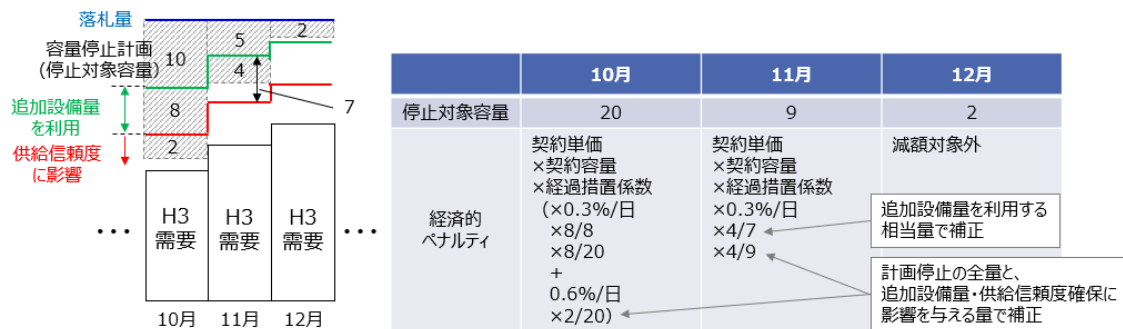 落札量
容量停止計画
（停止対象容量）
追加設備量
を利用
供給信頼度
に影響
10
5
2
8
4
7
2
・・・
H3
需要
H3
需要
H3
需要
・・・
10月
11月
12月
10月
11月
12月
停止対象容量
20
9
2
経済的
ペナルティ
契約単価
×契約容量
×経過措置係数
（×0.3%/日
×8/8
×8/20
+
0.6%/日
×2/20）
契約単価
×契約容量
×経過措置係数
×0.3%/日
×4/7
×4/9
減額対象外
追加設備量を利用する
相当量で補正
計画停止の全量と、
追加設備量・供給信頼度確保に
影響を与える量で補正